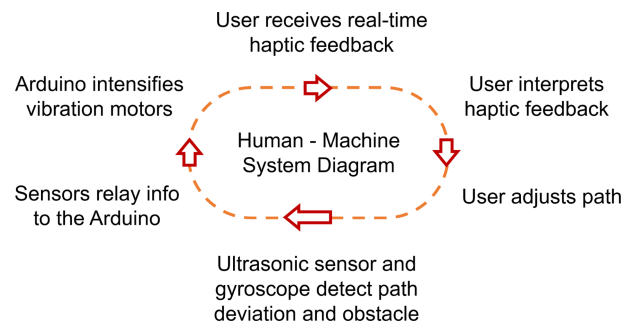 User receives real-time
haptic feedback
Arduino intensifies
vibration motors
User interprets
haptic feedback
Human - Machine
System Diagram
Sensors relay info
to the Arduino
User adjusts path
Ultrasonic sensor and
gyroscope detect path
deviation and obstacle